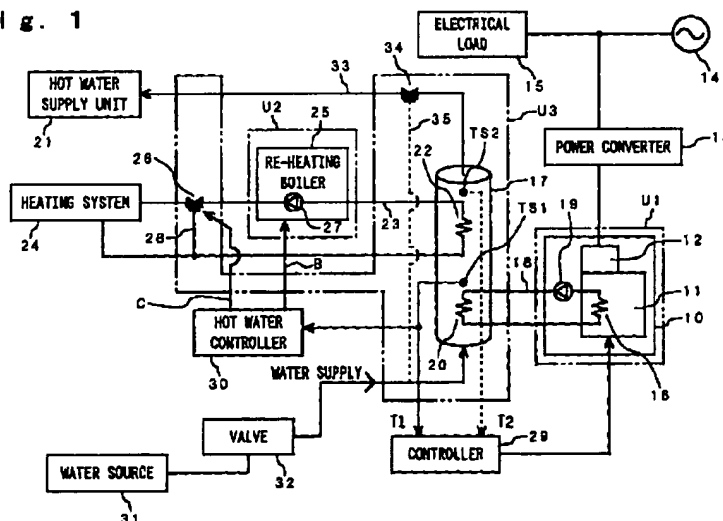 g. 1
ELECTRICAL
LOAD
15
14
33
34
HOT WATER
SUPPLY UNIT
21
U2
25
35
U3
TS2
POWER CONVERTER
26
RE-HEATING
BOILER
22
17
HEATING SYSTEM
24
27
23
TS1
U1
19
12
28
18
11
10
B
C
HOT WATER
CONTROLLER
30
20
16
WATER SUPPLY
T1
T2
VALVE
32
CONTROLLER
29
WATER SOURCE
31